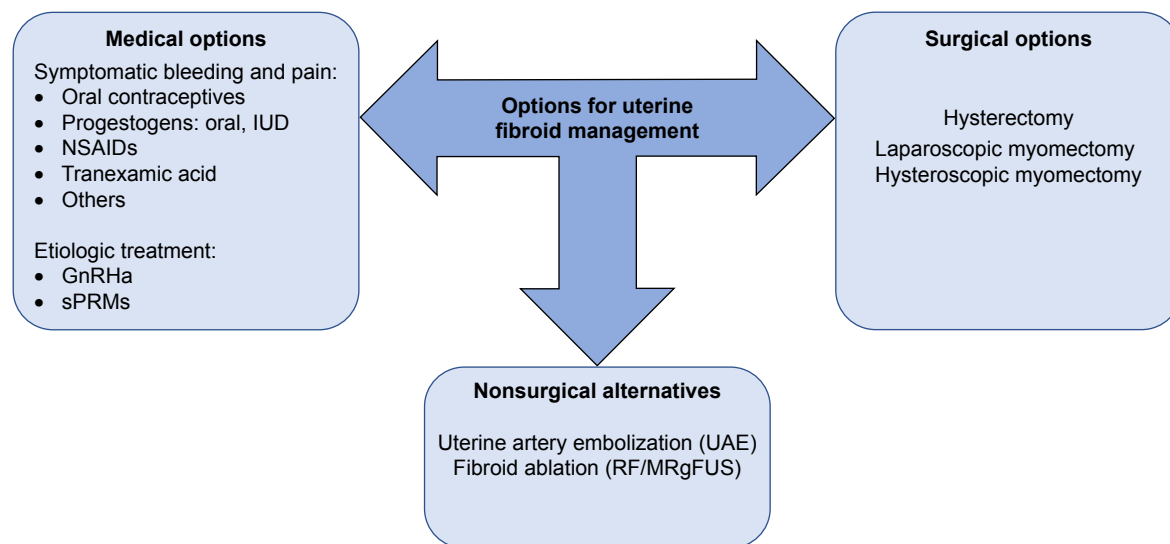 Medical options
Symptomatic bleeding and pain:
• Oral contraceptives
• Progestogens: oral, IUD
• NSAIDs
• Tranexamic acid
• Others
Etiologic treatment:
• GnRHa
• sPRMs
Options for uterine
fibroid management
Surgical options
Hysterectomy
Laparoscopic myomectomy
Hysteroscopic myomectomy
Nonsurgical alternatives
Uterine artery embolization (UAE)
Fibroid ablation (RF/MRgFUS)